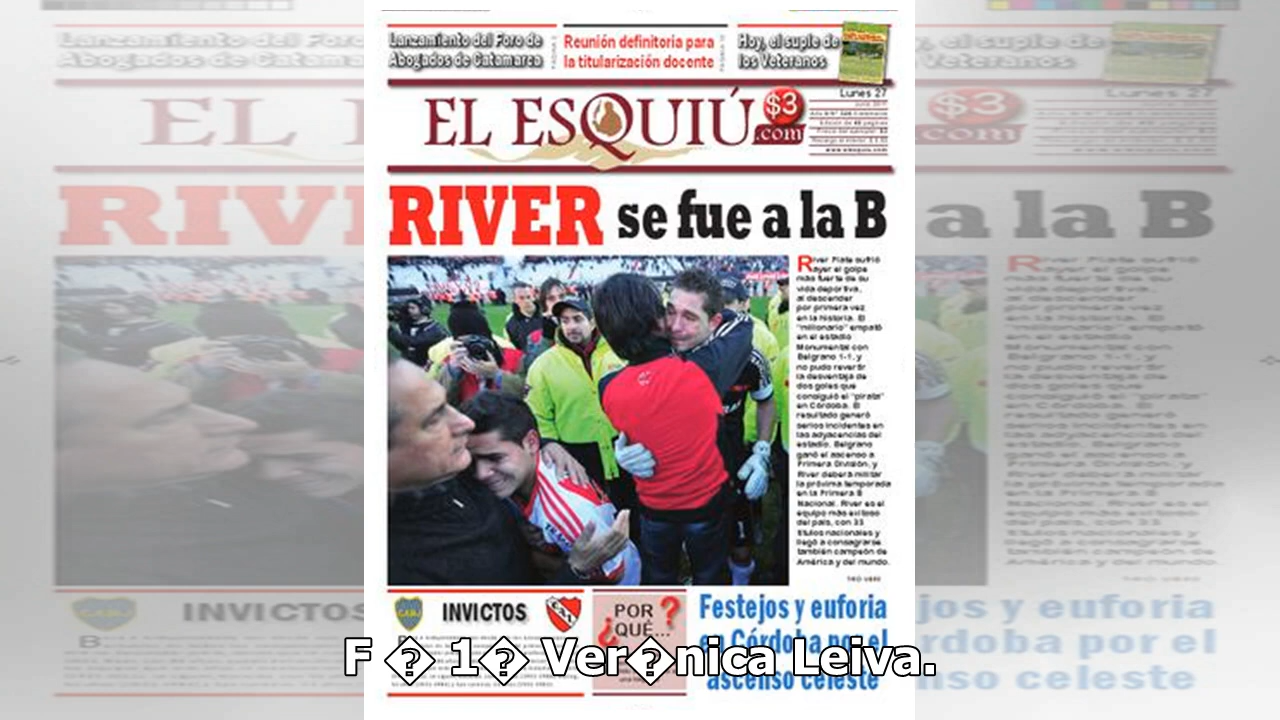 Lanzamiento del Foro de
Abogados de Catamarca
Reunión definitoria para
la titularización docente
Hoy, el suple de
los Veteranos
EL ESQUIÚ
.com
$3
Lunes 27
www.elesquiu.com
RIVER se fue a la B
River Plate sufrió
ayer el golpe
más fuerte de su
vida deportiva,
al descender
por primera vez
en la historia. El
"millonario" empató
en el estadio
Monumental con
Belgrano 1-1, y
no pudo revertir
la desventaja de
dos goles que
consiguió el "pirata"
en Córdoba. El
resultado generó
serios incidentes en
las adyacencias del
estadio. Belgrano
ganó el ascenso a
Primera División, y
River deberá militar
la próxima temporada
en la Primera B
Nacional. River es el
equipo más exitoso
del país, con 33
títulos nacionales y
llegó a consagrarse
también campeón de
América y del mundo.
INVICTOS
¿POR
QUÉ...?
Festejos y euforia
en Córdoba por el
ascenso celeste
F � 1� Ver�nica Leiva.